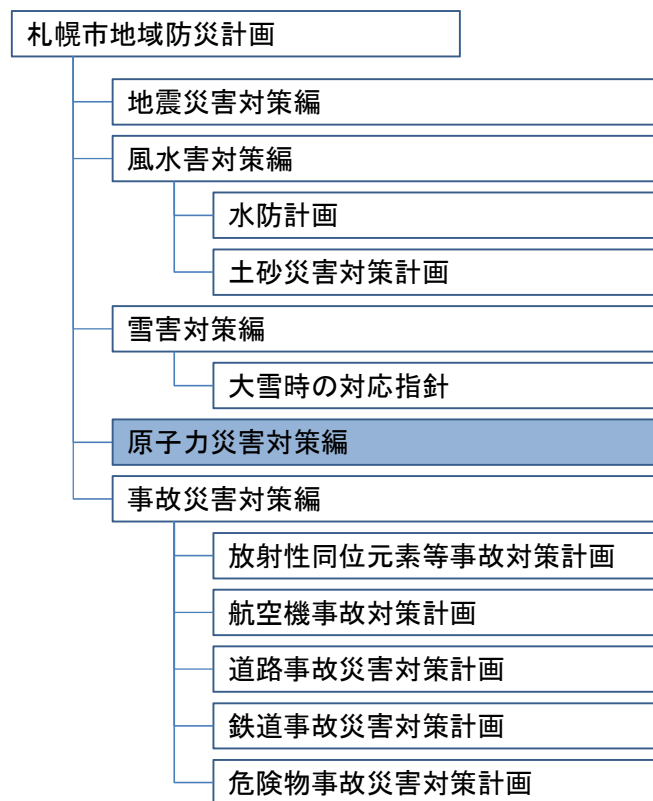 札幌市地域防災計画
地震災害対策編
風水害対策編
水防計画
土砂災害対策計画
雪害対策編
大雪時の対応指針
原子力災害対策編
事故災害対策編
放射性同位元素等事故対策計画
航空機事故対策計画
道路事故災害対策計画
鉄道事故災害対策計画
危険物事故災害対策計画